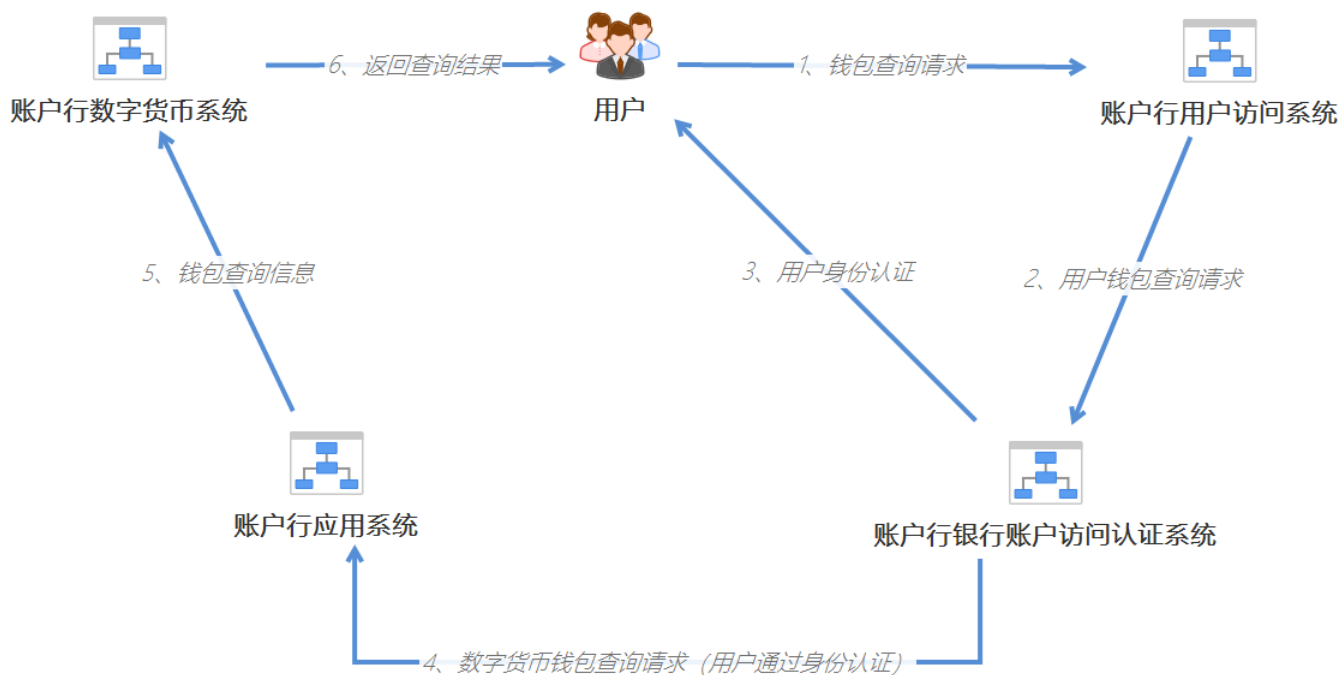 6、返回查询结果
1、钱包查询请求
账户行数字货币系统
用户
账户行用户访问系统
5、钱包查询信息
3、用户身份认证
2、用户钱包查询请求
账户行应用系统
账户行银行账户访问认证系统
4、数字货币钱包查询请求（用户通过身份认证）